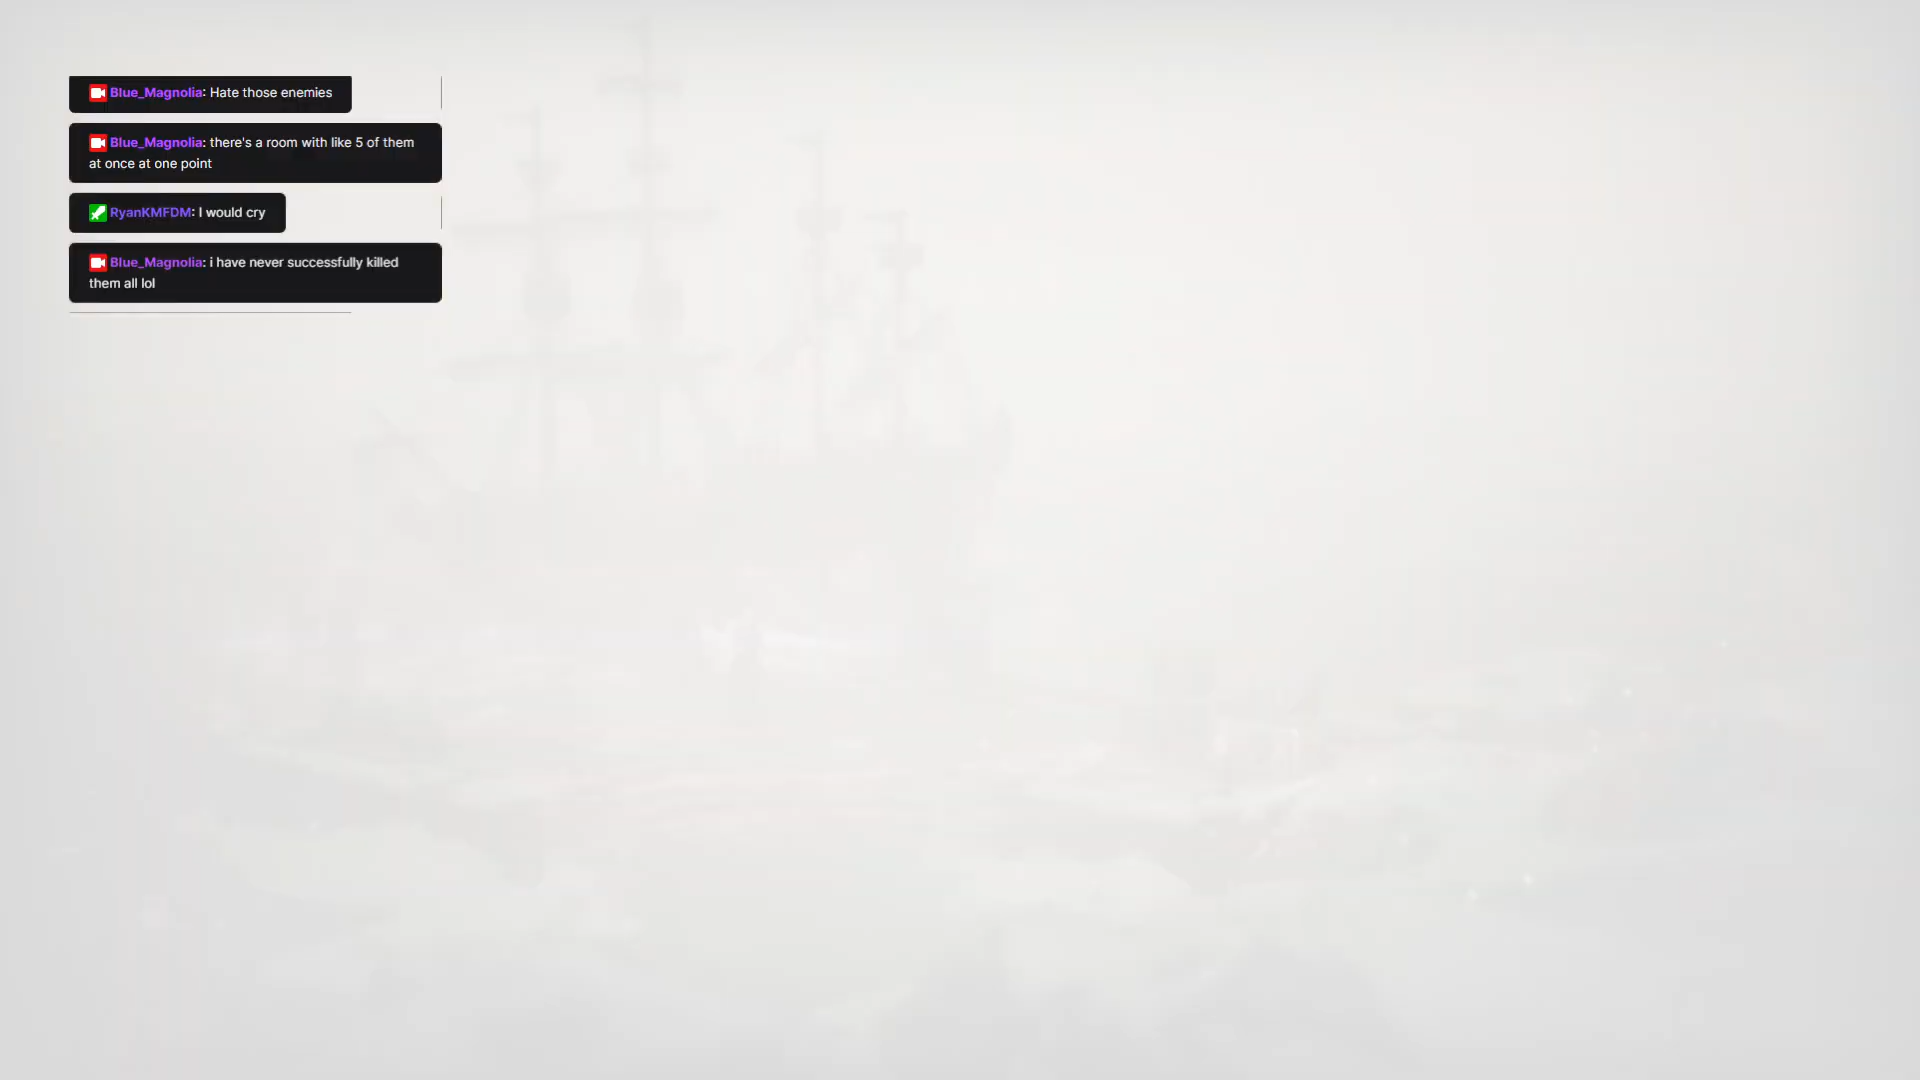 Blue_Magnolia: Hate those enemies
Blue_Magnolia: there's a room with like 5 of them
at once at one point
RyanKMFDM: I would cry
Blue_Magnolia: i have never successfully killed
them all lol